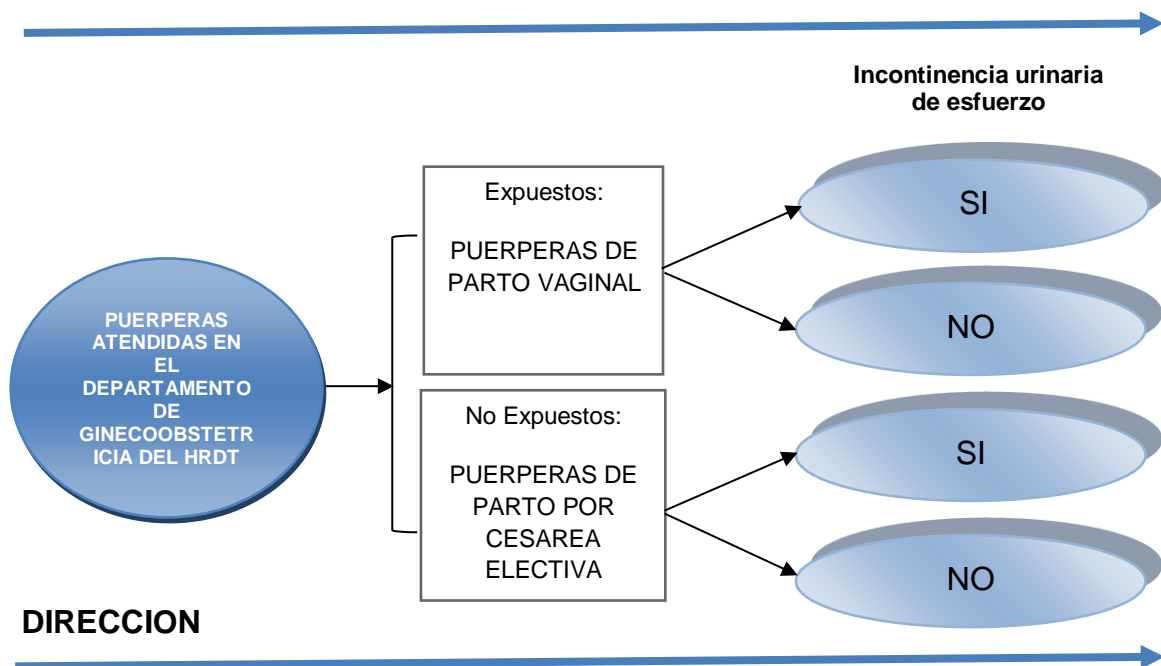 Incontinencia urinaria
de esfuerzo
PUERPERAS
ATENDIDAS EN
EL
DEPARTAMENTO
DE
GINECOOBSTETR
ICIA DEL HRDT
Expuestos:
PUERPERAS DE
PARTO VAGINAL
SI
NO
No Expuestos:
PUERPERAS DE
PARTO POR
CESAREA
ELECTIVA
SI
NO
DIRECCION